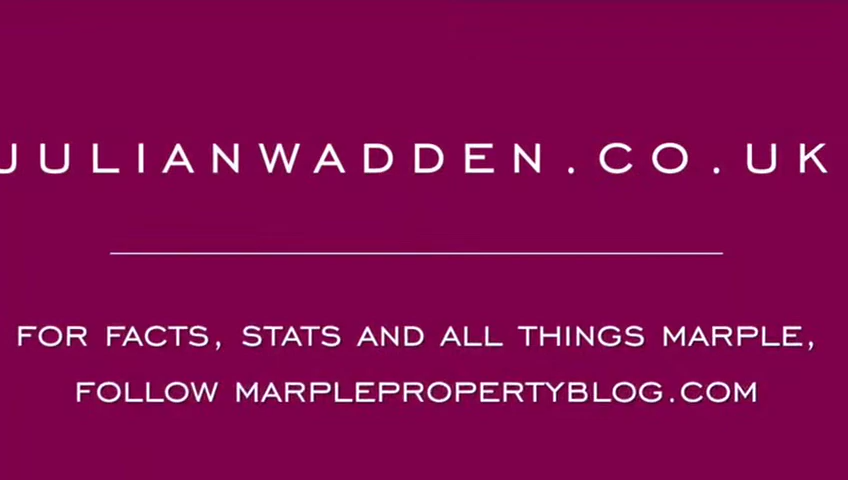 JULIANWADDEN.CO.UK
FOR FACTS, STATS AND ALL THINGS MARPLE,
FOLLOW MARPLEPROPERTYBLOG.COM